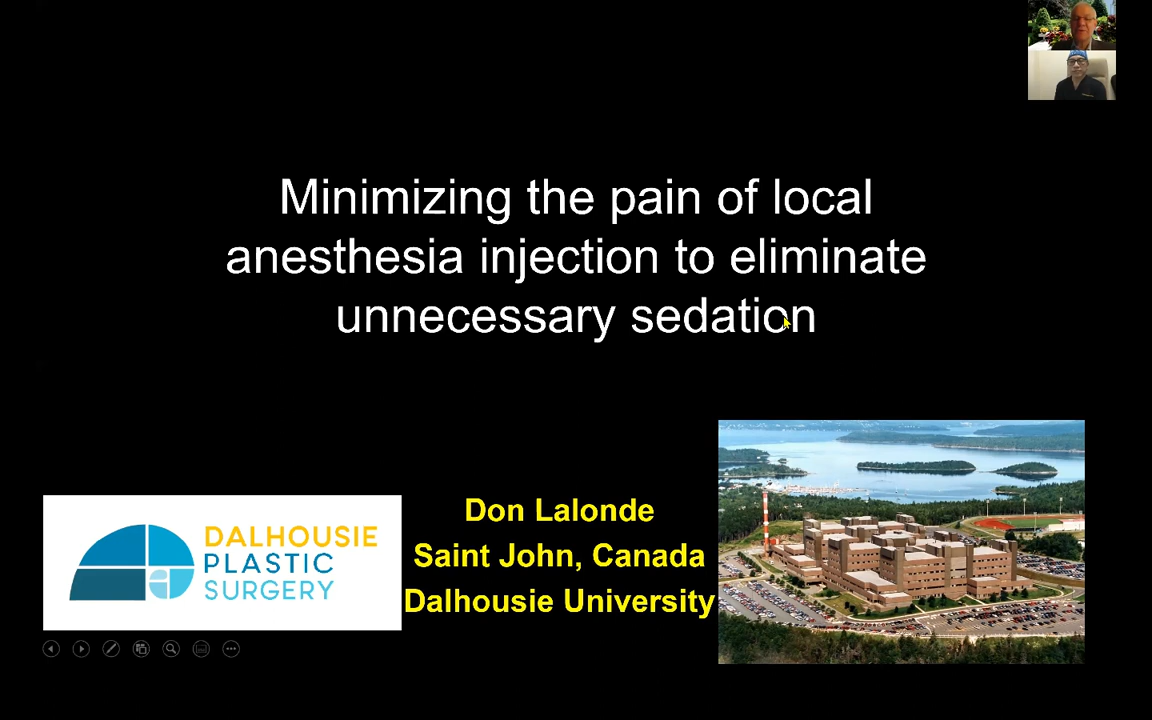 Minimizing the pain of local
anesthesia injection to eliminate
unnecessary sedation
DALHOUSIE
PLASTIC
SURGERY
Don Lalonde
Saint John, Canada
Dalhousie University